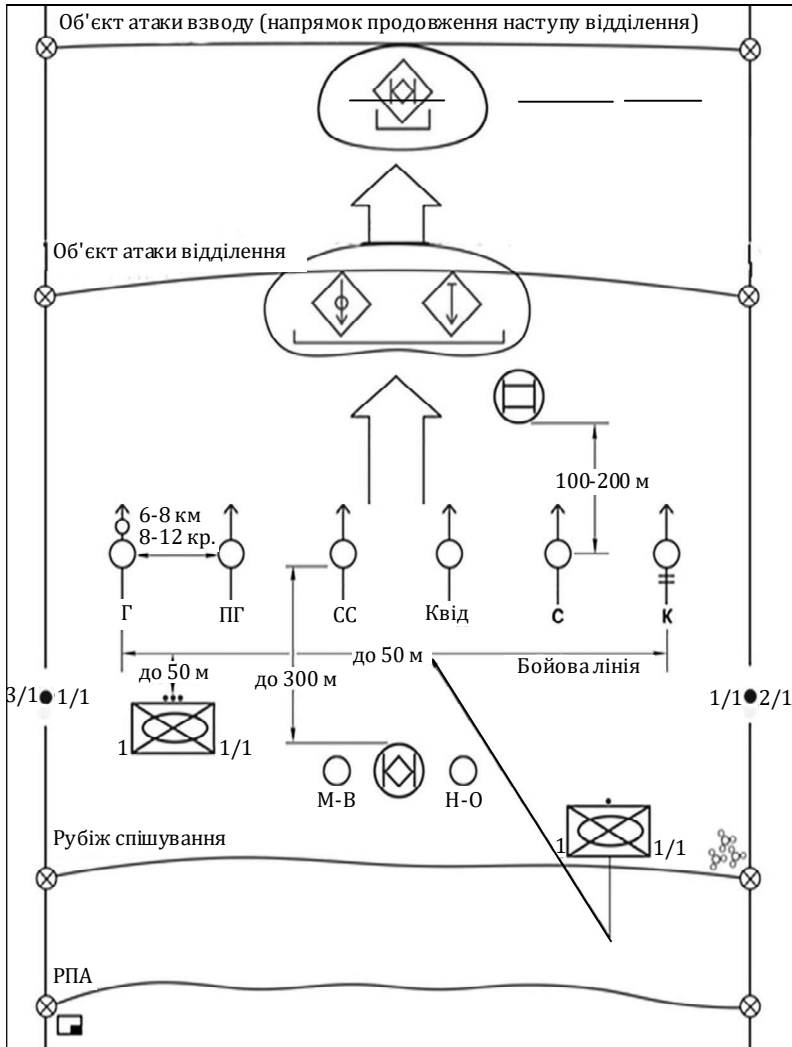 Об'єкт атаки взводу (напрямок продовження наступу відділення)
Об'єкт атаки відділення
100-200 м
6-8 км
8-12 кр.
Г
ПГ
СС
Квід
С
К
до 50 м
до 50 м
до 300 м
Бойова лінія
3/1
1/1
1/1
2/1
1
1/1
М-В
Н-О
1
1/1
Рубіж спішування
РПА